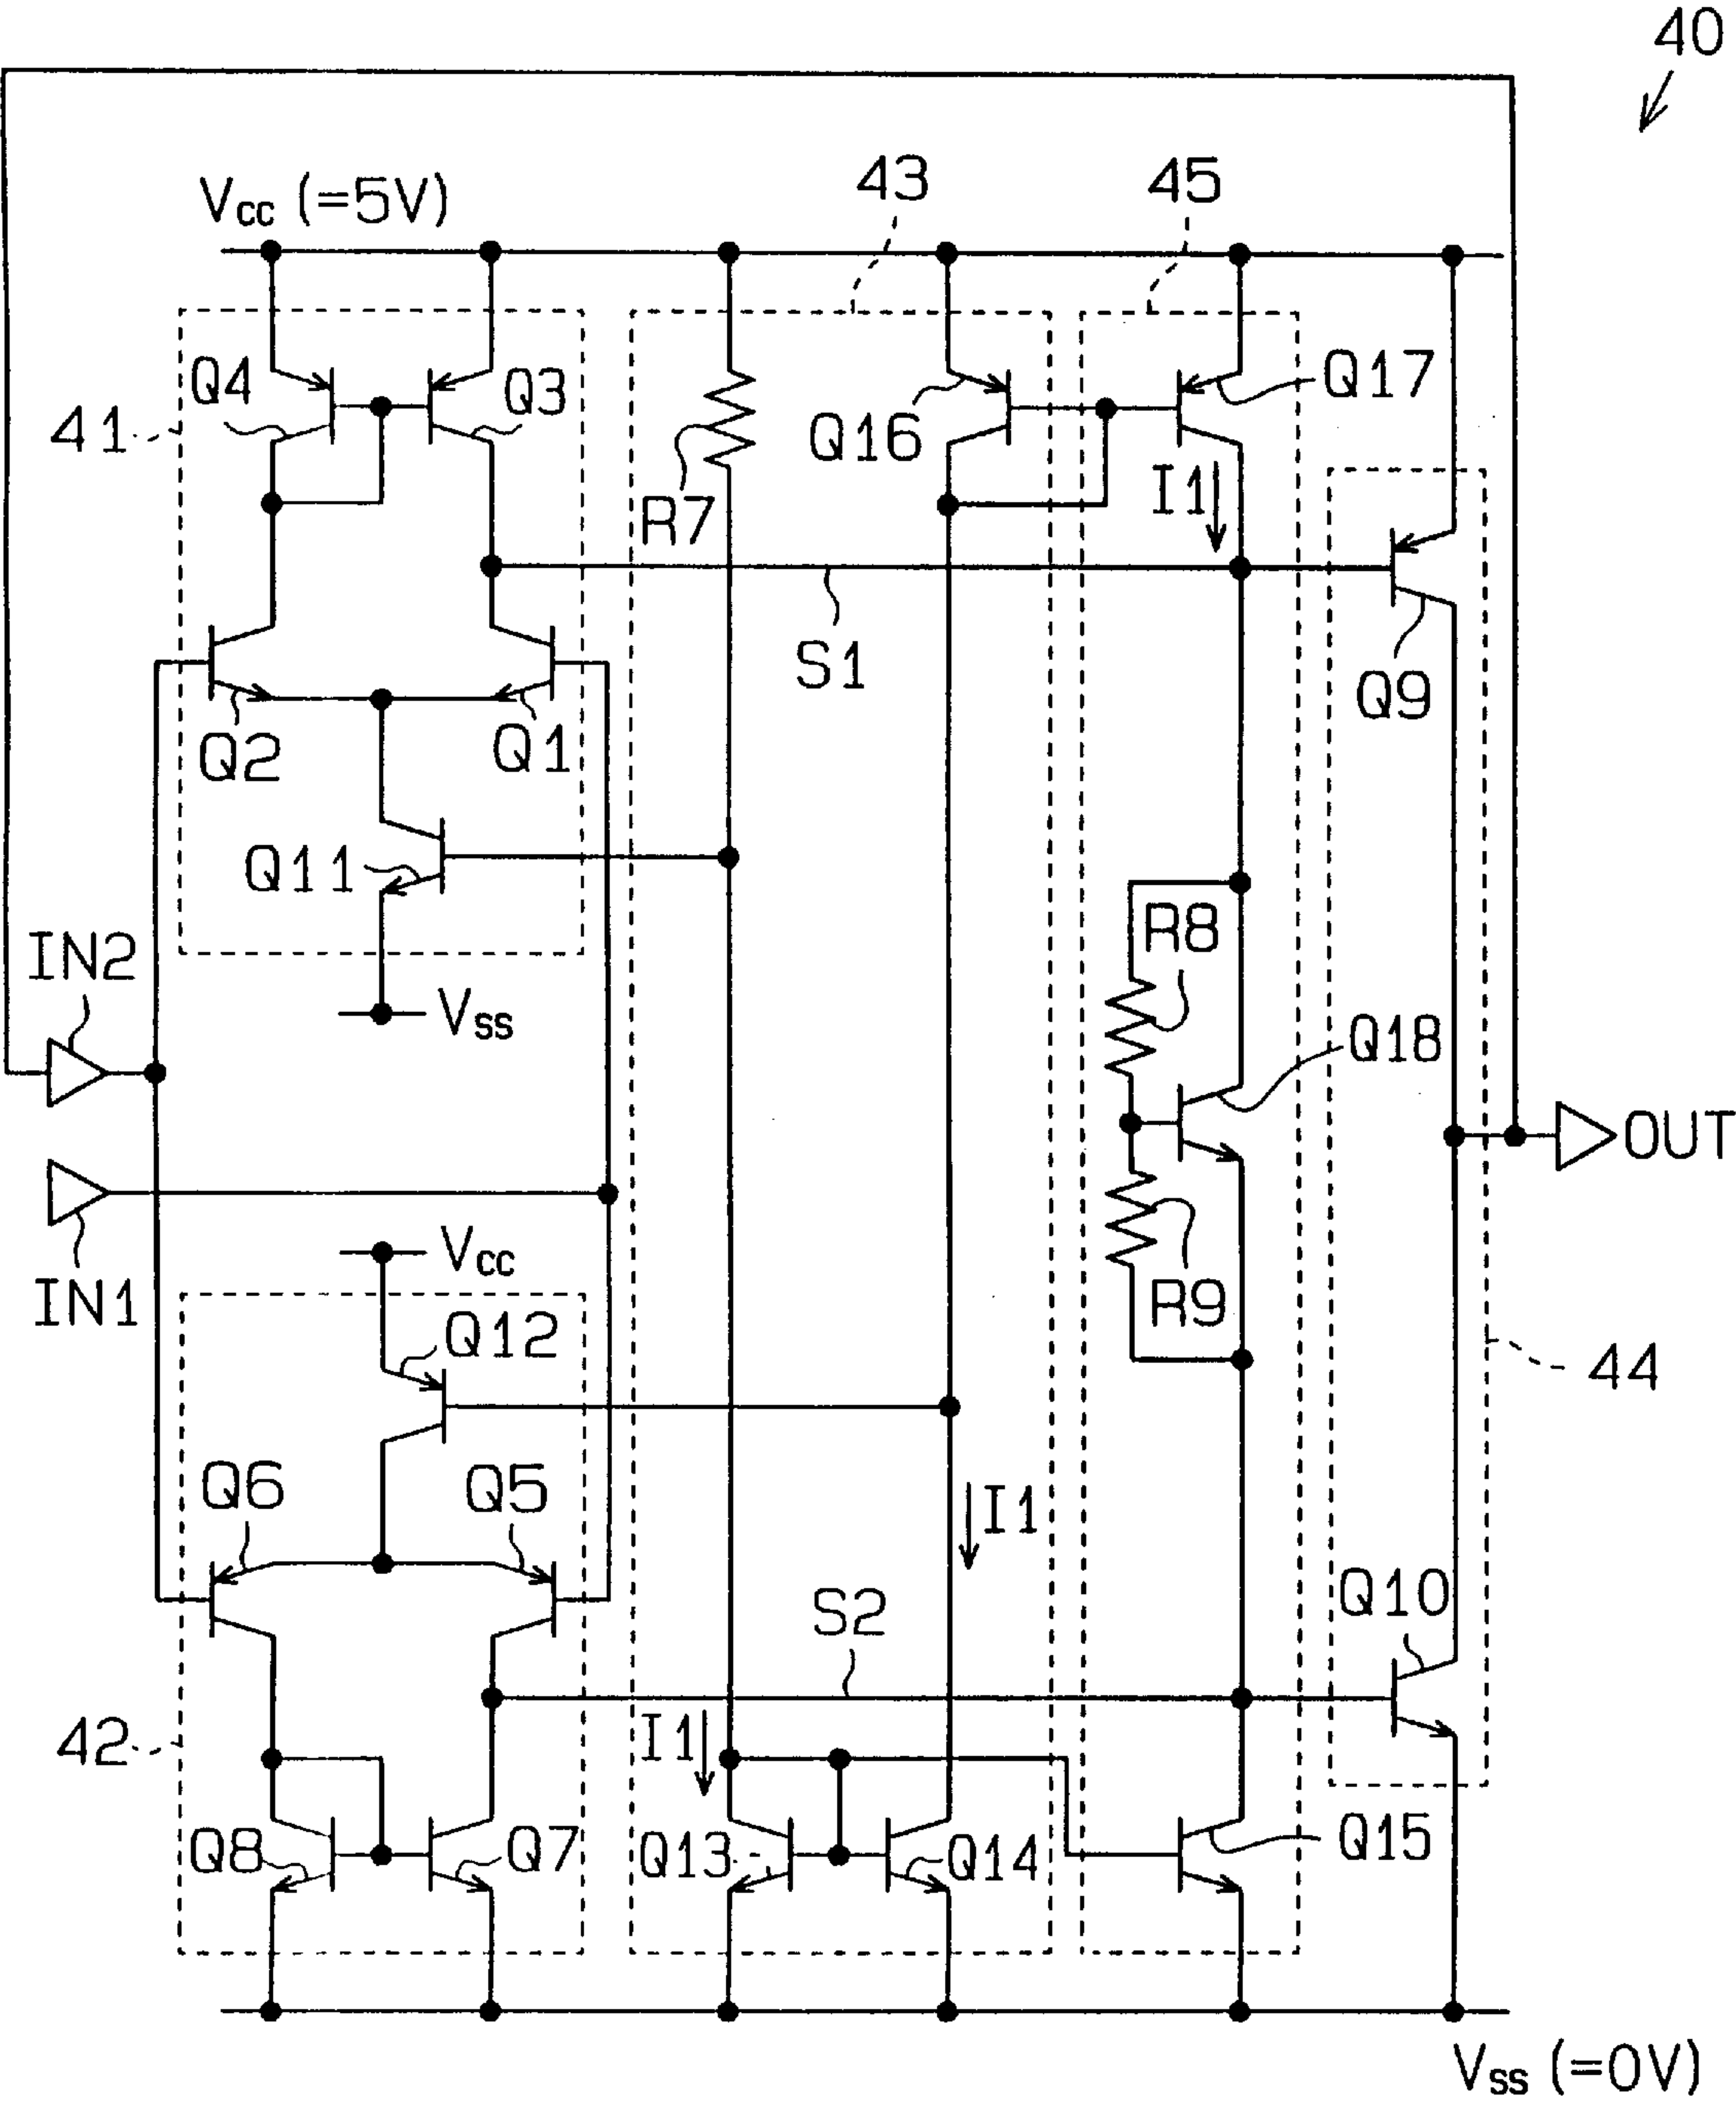 40
43
45
Vcc (=5V)
Q4
Q3
Q17
41
Q16
I1
R7
S1
Q9
Q2
Q1
Q11
R8
IN2
Vss
Q18
OUT
Vcc
IN1
R9
Q12
44
Q6
Q5
I1
Q10
S2
I1
42
Q8
Q7
Q13
Q14
Q15
Vss (=0V)